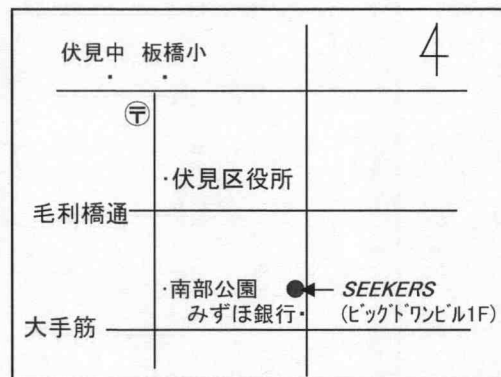 伏見中 板橋小
〒
・伏見区役所
毛利橋通
・南部公園
SEEKERS
みずほ銀行・
(ビッグドワンビル1F)
大手筋